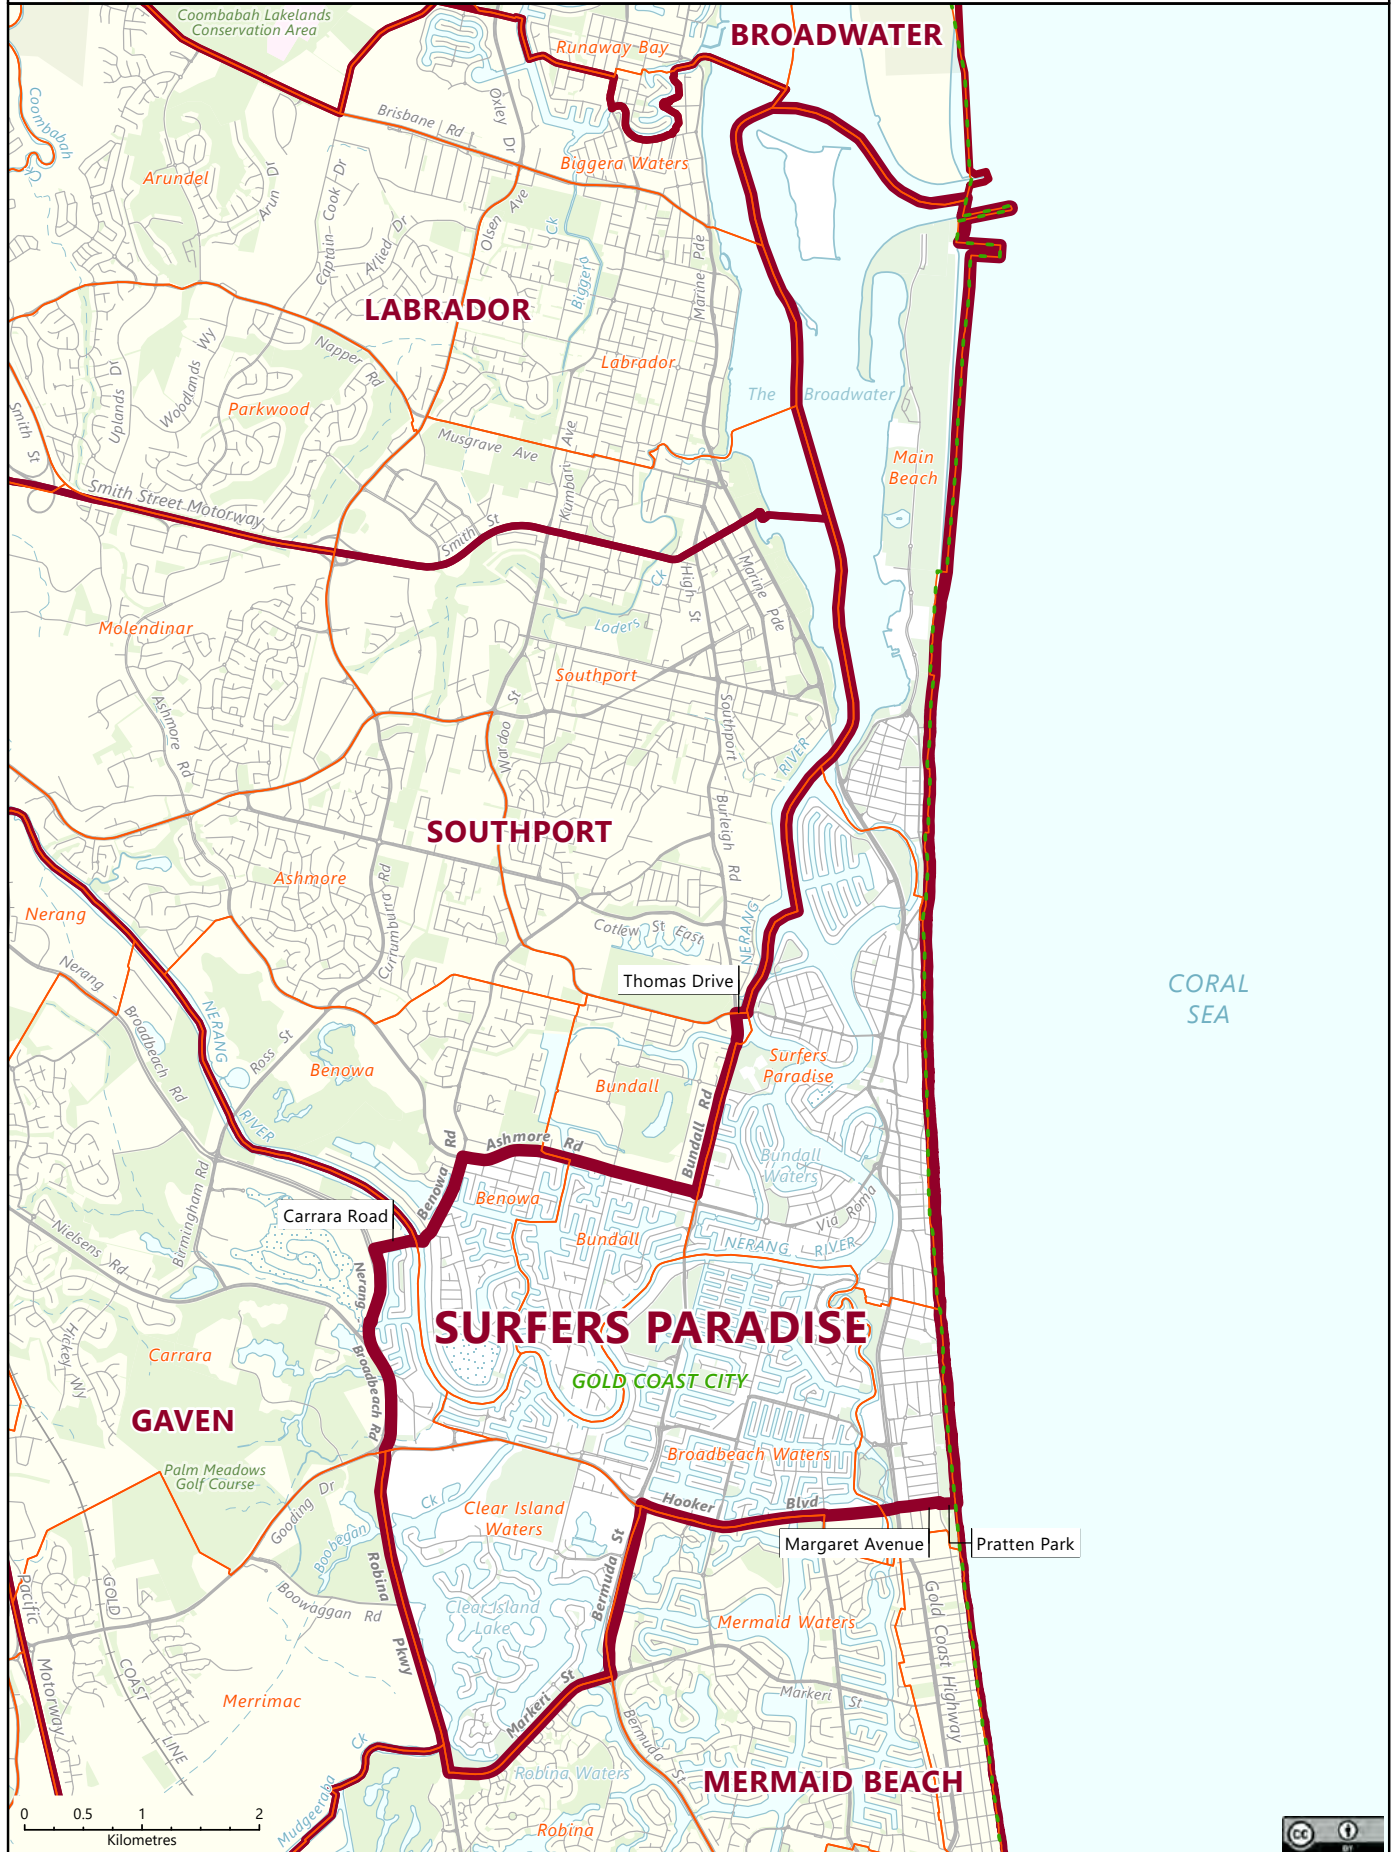 Coombabah Lakelands
Conservation Area
BROADWATER
Runaway Bay
Coombabah
Ck
Oxley Dr
Brisbane Rd
Biggera Waters
Arundel
Arun Dr
Captain Cook Dr
Arlied Dr
Olsen Ave
Ck
Biggera
Marine Pde
LABRADOR
Labrador
The Broadwater
Napper Rd
Woodlands Wy
Uplands Dr
Parkwood
Smith St
Musgrave Ave
Kumbari Ave
Main
Beach
Smith Street Motorway
Smith St
Ck
High St
Marine Pde
Loders
Molendinar
Southport
Ashmore Rd
Wardoo St
Southport - Burleigh Rd
RIVER
SOUTHPORT
Ashmore
Currumburra Rd
Nerang
Cotlew St East
NERANG
Nerang - Broadbeach Rd
Thomas Drive
CORAL
SEA
NERANG
Ross St
Benowa
Bundall
Surfers
Paradise
RIVER
Benowa Rd
Ashmore Rd
Bundall Rd
Bundall
Waters
Birmingham Rd
Benowa
Via Roma
Carrara Road
Nielsens Rd
Bundall
NERANG RIVER
Nerang - Broadbeach Rd
SURFERS PARADISE
Hickey Wy
Carrara
GOLD COAST CITY
GAVEN
Broadbeach Waters
Palm Meadows
Golf Course
Gooding Dr
Ck
Clear Island
Waters
Hooker Blvd
Boobegan
Margaret Avenue
Pratten Park
Robina Pkwy
Bermuda St
Pacific Motorway
GOLD COAST LINE
Boowaggan Rd
Clear Island
Lake
Mermaid Waters
Gold Coast Highway
Markeri St
Markeri St
Merrimac
Bermuda St
Ck
Mudgeeraba
Robina Waters
MERMAID BEACH
Robina
0 0.5 1 2
Kilometres
CC
BY